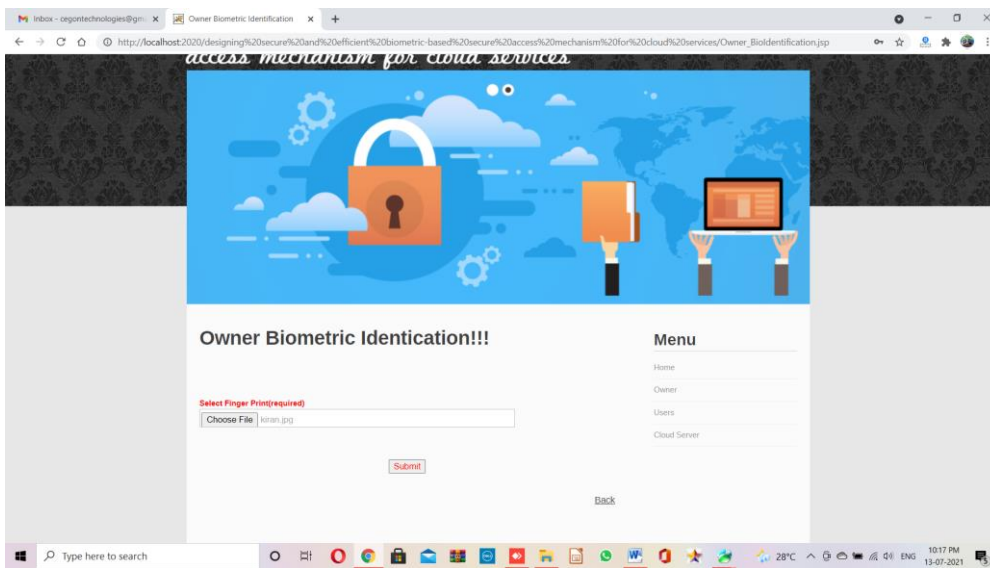 Inbox - cegontechnologies@gm
Owner Biometric Identification
http://localhost:2020/designing%20secure%20and%20efficient%20biometric-based%20secure%20access%20mechanism%20for%20cloud%20services/Owner_BioIdentification.jsp
access mechanism for cloud services
Owner Biometric Identication!!!
Select Finger Print(required)
Choose File kiran.jpg
Submit
Back
Menu
Home
Owner
Users
Cloud Server
Type here to search
28°C
ENG
10:17 PM
13-07-2021